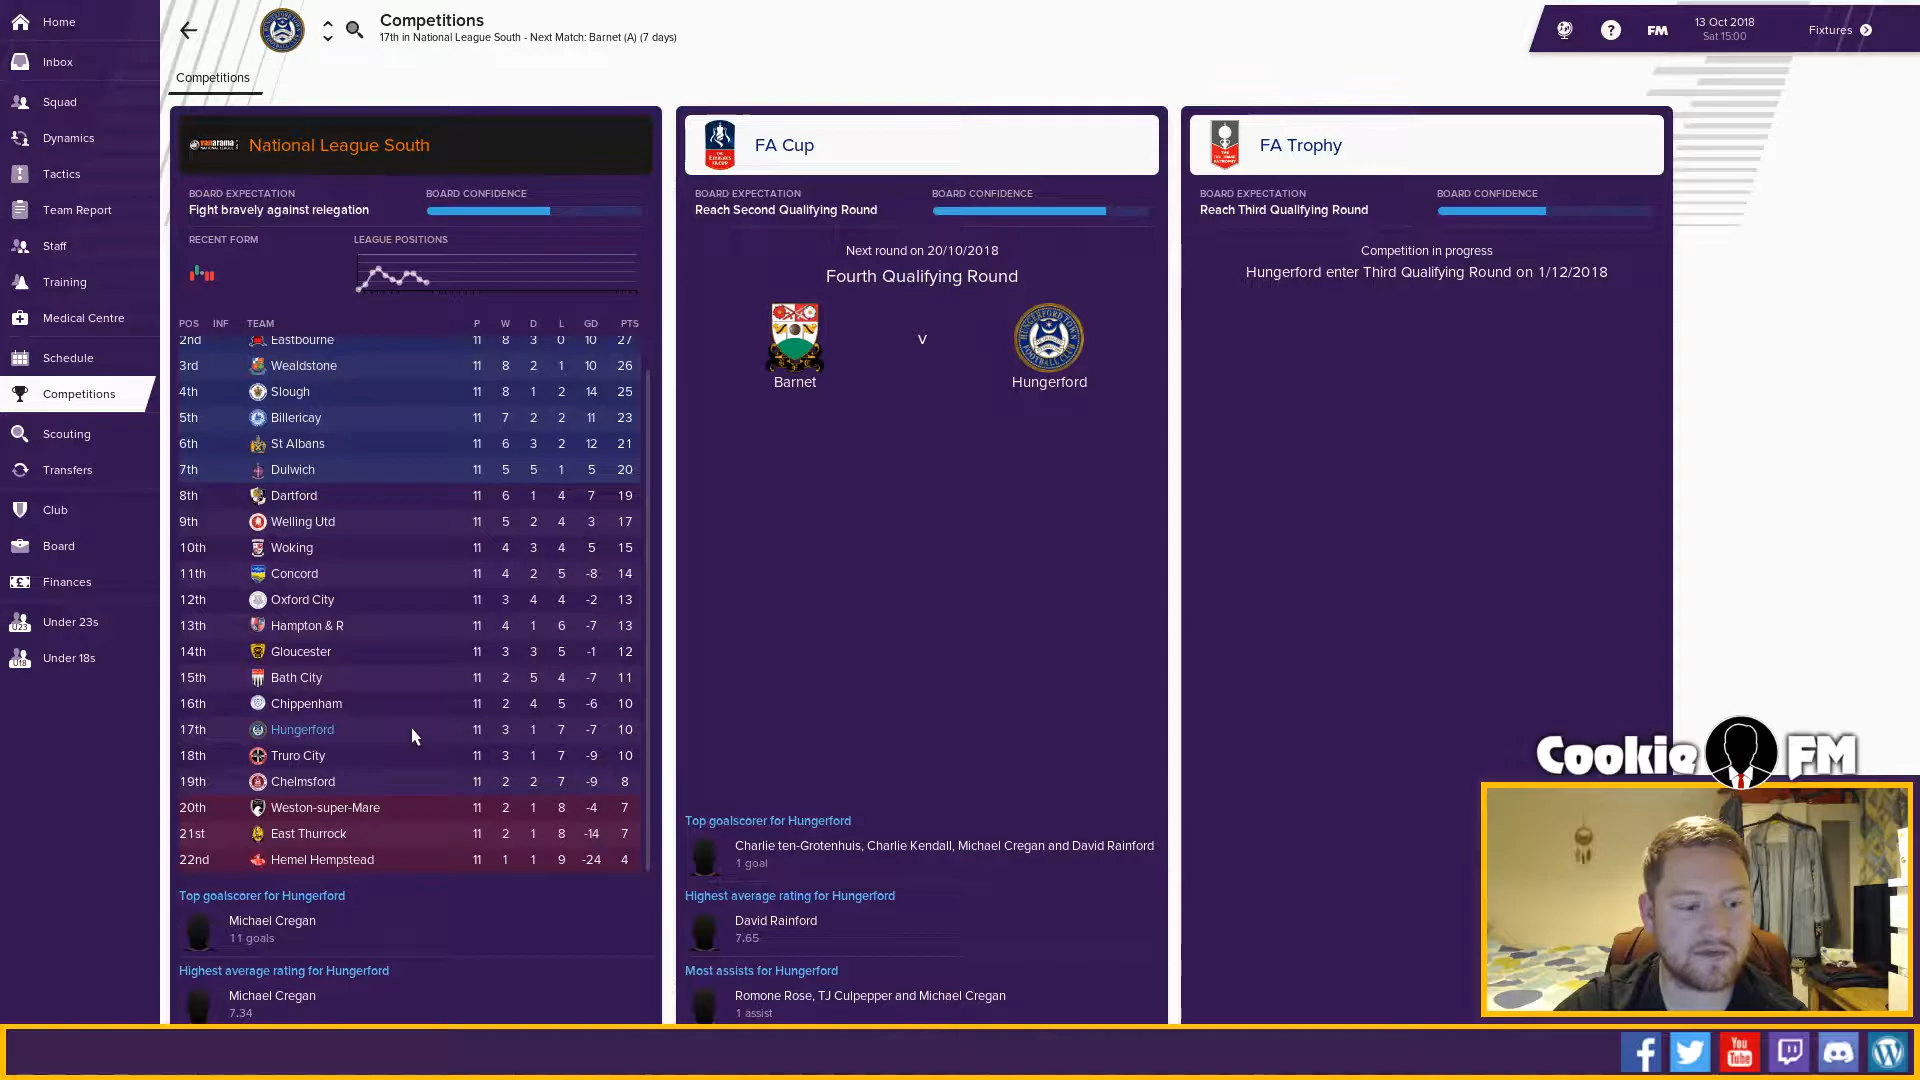 Home
Inbox
Squad
Dynamics
Tactics
Team Report
Staff
Training
Medical Centre
Schedule
Competitions
Scouting
Transfers
Club
Board
Finances
U23 Under 23s
U18 Under 18s
Competitions
17th in National League South - Next Match: Barnet (A) (7 days)
? FM 13 Oct 2018
Sat 15:00
Fixtures
Competitions
vanarama National League South
BOARD EXPECTATION BOARD CONFIDENCE
Fight bravely against relegation
RECENT FORM LEAGUE POSITIONS
POS INF TEAM P W D L GD PTS
2nd Eastbourne 11 8 3 0 10 27
3rd Wealdstone 11 8 2 1 10 26
4th Slough 11 8 1 2 14 25
5th Billericay 11 7 2 2 11 23
6th St Albans 11 6 3 2 12 21
7th Dulwich 11 5 5 1 5 20
8th Dartford 11 6 1 4 7 19
9th Welling Utd 11 5 2 4 3 17
10th Woking 11 4 3 4 5 15
11th Concord 11 4 2 5 -8 14
12th Oxford City 11 3 4 4 -2 13
13th Hampton & R 11 4 1 6 -7 13
14th Gloucester 11 3 3 5 -1 12
15th Bath City 11 2 5 4 -7 11
16th Chippenham 11 2 4 5 -6 10
17th Hungerford 11 3 1 7 -7 10
18th Truro City 11 3 1 7 -9 10
19th Chelmsford 11 2 2 7 -9 8
20th Weston-super-Mare 11 2 1 8 -4 7
21st East Thurrock 11 2 1 8 -14 7
22nd Hemel Hempstead 11 1 1 9 -24 4
Top goalscorer for Hungerford
Michael Cregan
11 goals
Highest average rating for Hungerford
Michael Cregan
7.34
FA Cup
BOARD EXPECTATION BOARD CONFIDENCE
Reach Second Qualifying Round
Next round on 20/10/2018
Fourth Qualifying Round
V
Barnet Hungerford
Top goalscorer for Hungerford
Charlie ten-Grotenhuis, Charlie Kendall, Michael Cregan and David Rainford
1 goal
Highest average rating for Hungerford
David Rainford
7.65
Most assists for Hungerford
Romone Rose, TJ Culpepper and Michael Cregan
1 assist
FA Trophy
BOARD EXPECTATION BOARD CONFIDENCE
Reach Third Qualifying Round
Competition in progress
Hungerford enter Third Qualifying Round on 1/12/2018
Cookie FM
You
Tube